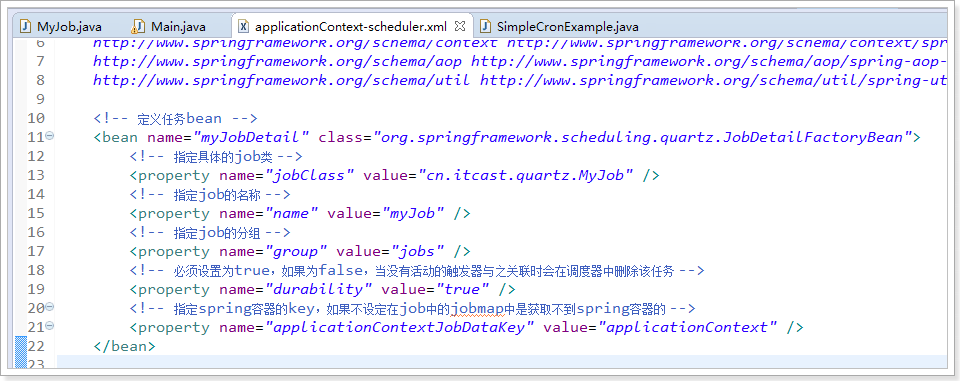 MyJob.java Main.java applicationContext-scheduler.xml SimpleCronExample.java
6 http://www.springframework.org/schema/context http://www.springframework.org/schema/context/spr
7 http://www.springframework.org/schema/aop http://www.springframework.org/schema/aop/spring-aop-
8 http://www.springframework.org/schema/util http://www.springframework.org/schema/util/spring-ut
9
10 <!-- 定义任务bean -->
11 <bean name="myJobDetail" class="org.springframework.scheduling.quartz.JobDetailFactoryBean">
12 <!-- 指定具体的job类 -->
13 <property name="jobClass" value="cn.itcast.quartz.MyJob" />
14 <!-- 指定job的名称 -->
15 <property name="name" value="myJob" />
16 <!-- 指定job的分组 -->
17 <property name="group" value="jobs" />
18 <!-- 必须设置为true，如果为false，当没有活动的触发器与之关联时会在调度器中删除该任务 -->
19 <property name="durability" value="true" />
20 <!-- 指定spring容器的key，如果不设定在job中的jobmap中是获取不到spring容器的 -->
21 <property name="applicationContextJobDataKey" value="applicationContext" />
22 </bean>
23